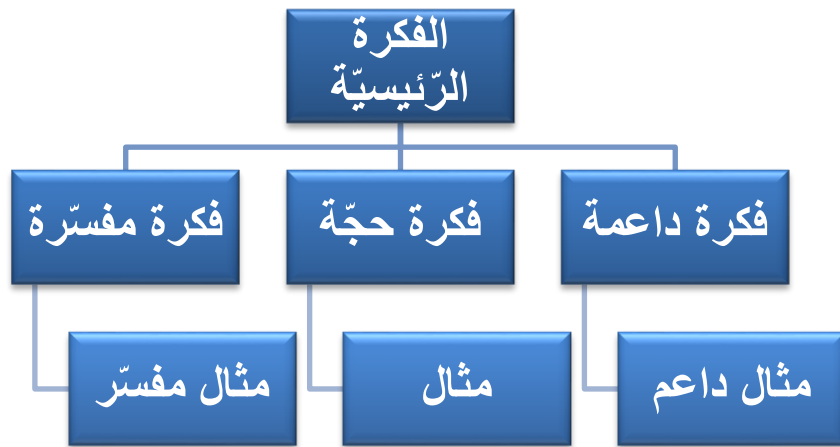 الفكرة
الرّئيسيّة
فكرة داعمة
فكرة حجّة
فكرة مفسّرة
مثال داعم
مثال
مثال مفسّر